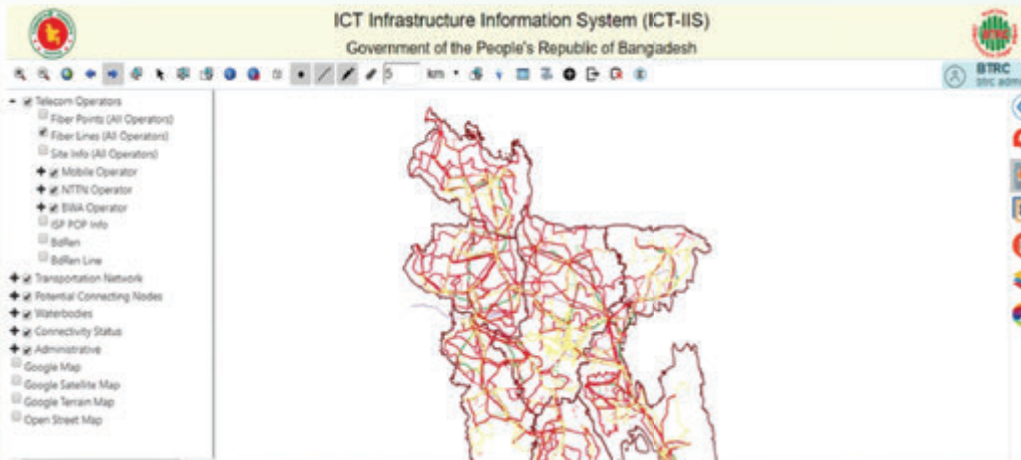 ICT Infrastructure Information System (ICT-IIS)
Government of the People's Republic of Bangladesh
5 km
BTRC
btrc admi
Telecom Operators
Fiber Points (All Operators)
Fiber Lines (All Operators)
Site Info (All Operators)
Mobile Operator
NTTN Operator
BWA Operator
ISP POP Info
BdRen
BdRen Line
Transportation Network
Potential Connecting Nodes
Waterbodies
Connectivity Status
Administrative
Google Map
Google Satellite Map
Google Terrain Map
Open Street Map